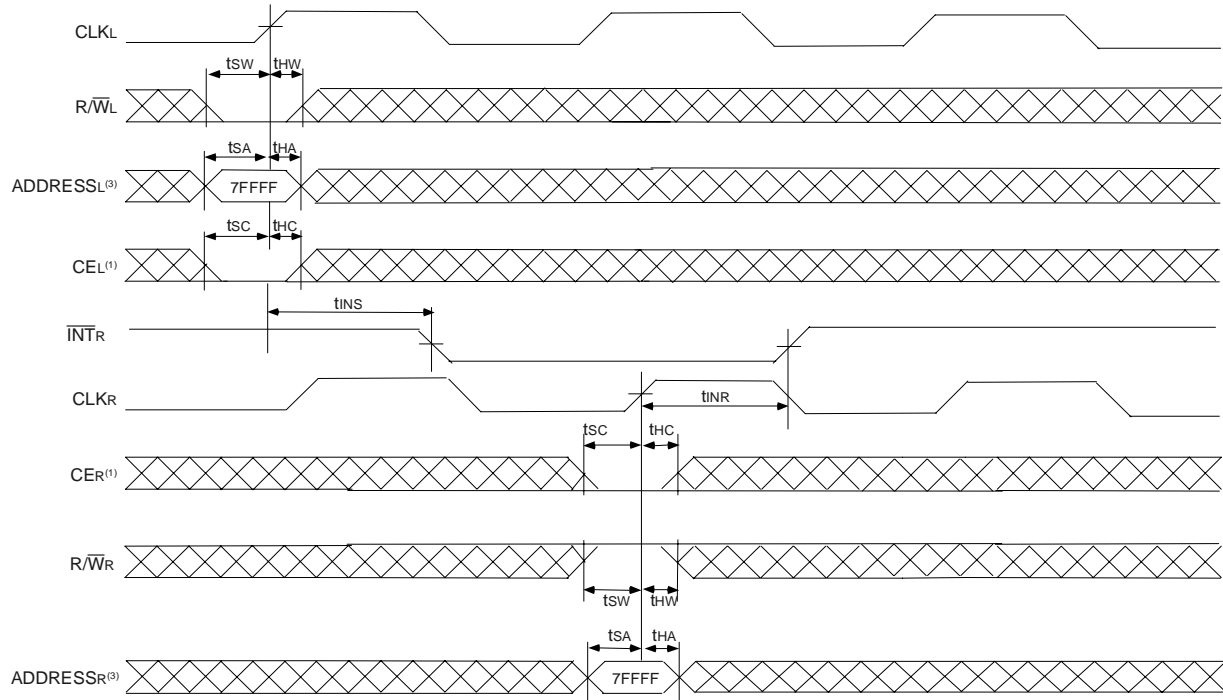 CLKL
tSW tHW
R/W̅L
tSA tHA
ADDRESSL(3) 7FFFF
tSC tHC
CEL(1)
tINS
I̅N̅T̅R
CLKR
tINR
tSC tHC
CER(1)
R/W̅R
tSW tHW
tSA tHA
ADDRESSR(3) 7FFFF